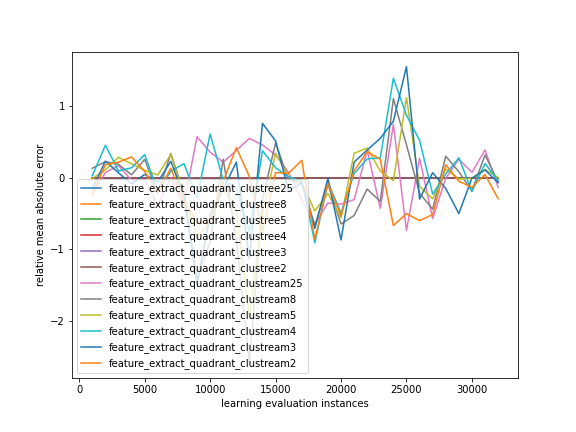 1
0
−1
−2
relative mean absolute error
feature_extract_quadrant_clustree25
feature_extract_quadrant_clustree8
feature_extract_quadrant_clustree5
feature_extract_quadrant_clustree4
feature_extract_quadrant_clustree3
feature_extract_quadrant_clustree2
feature_extract_quadrant_clustream25
feature_extract_quadrant_clustream8
feature_extract_quadrant_clustream5
feature_extract_quadrant_clustream4
feature_extract_quadrant_clustream3
feature_extract_quadrant_clustream2
0 5000 10000 15000 20000 25000 30000
learning evaluation instances